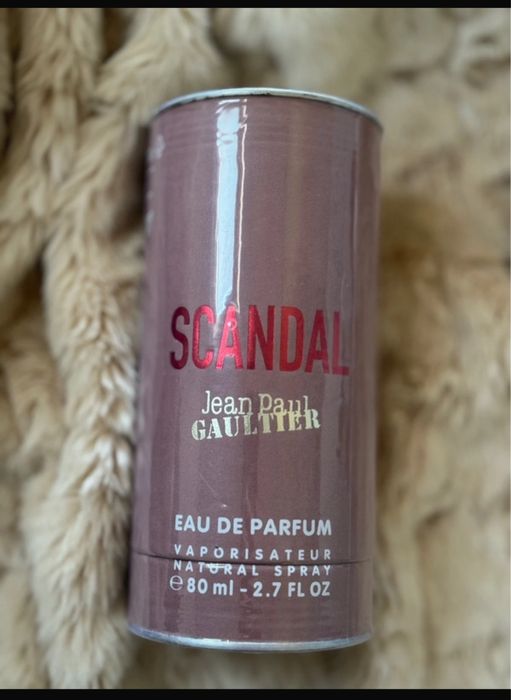 SCANDAL
Jean Paul
GAULTIER
EAU DE PARFUM
VAPORISATEUR
NATURAL SPRAY
℮ 80 ml - 2.7 FL OZ